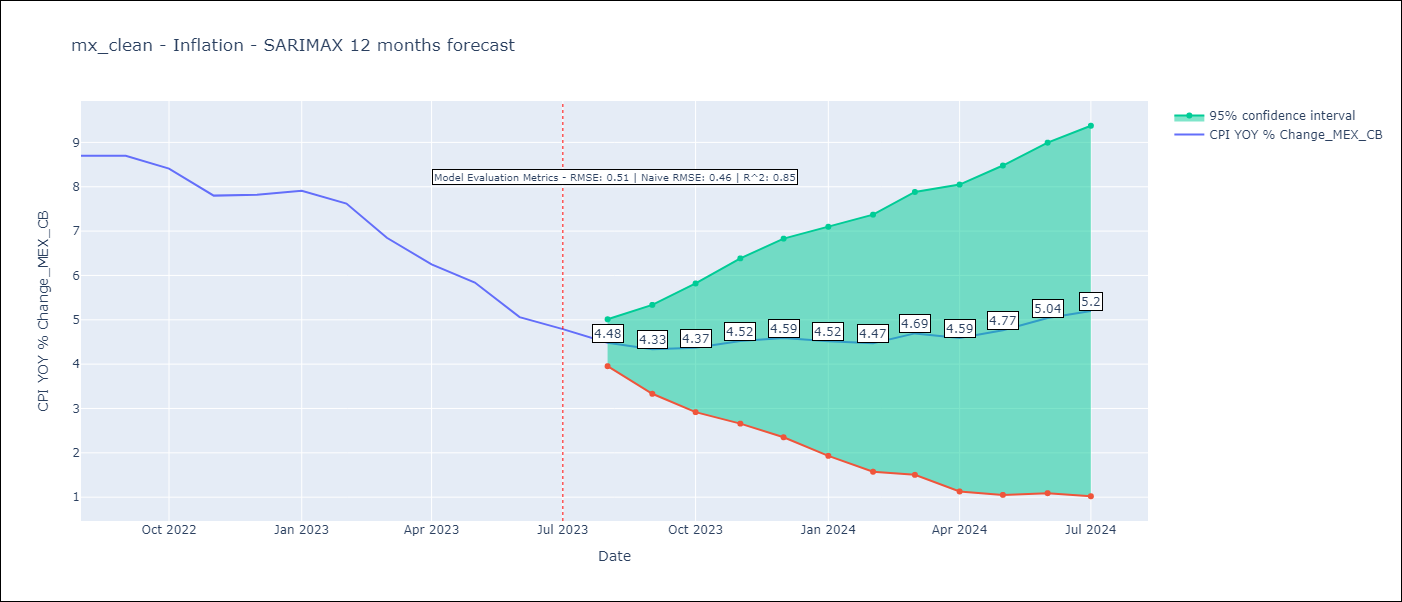 mx_clean - Inflation - SARIMAX 12 months forecast
95% confidence interval
CPI YOY % Change_MEX_CB
Model Evaluation Metrics - RMSE: 0.51 | Naive RMSE: 0.46 | R^2: 0.85
CPI YOY % Change_MEX_CB
9
8
7
6
5
4
3
2
1
4.48
4.33
4.37
4.52
4.59
4.52
4.47
4.69
4.59
4.77
5.04
5.2
Oct 2022
Jan 2023
Apr 2023
Jul 2023
Oct 2023
Jan 2024
Apr 2024
Jul 2024
Date